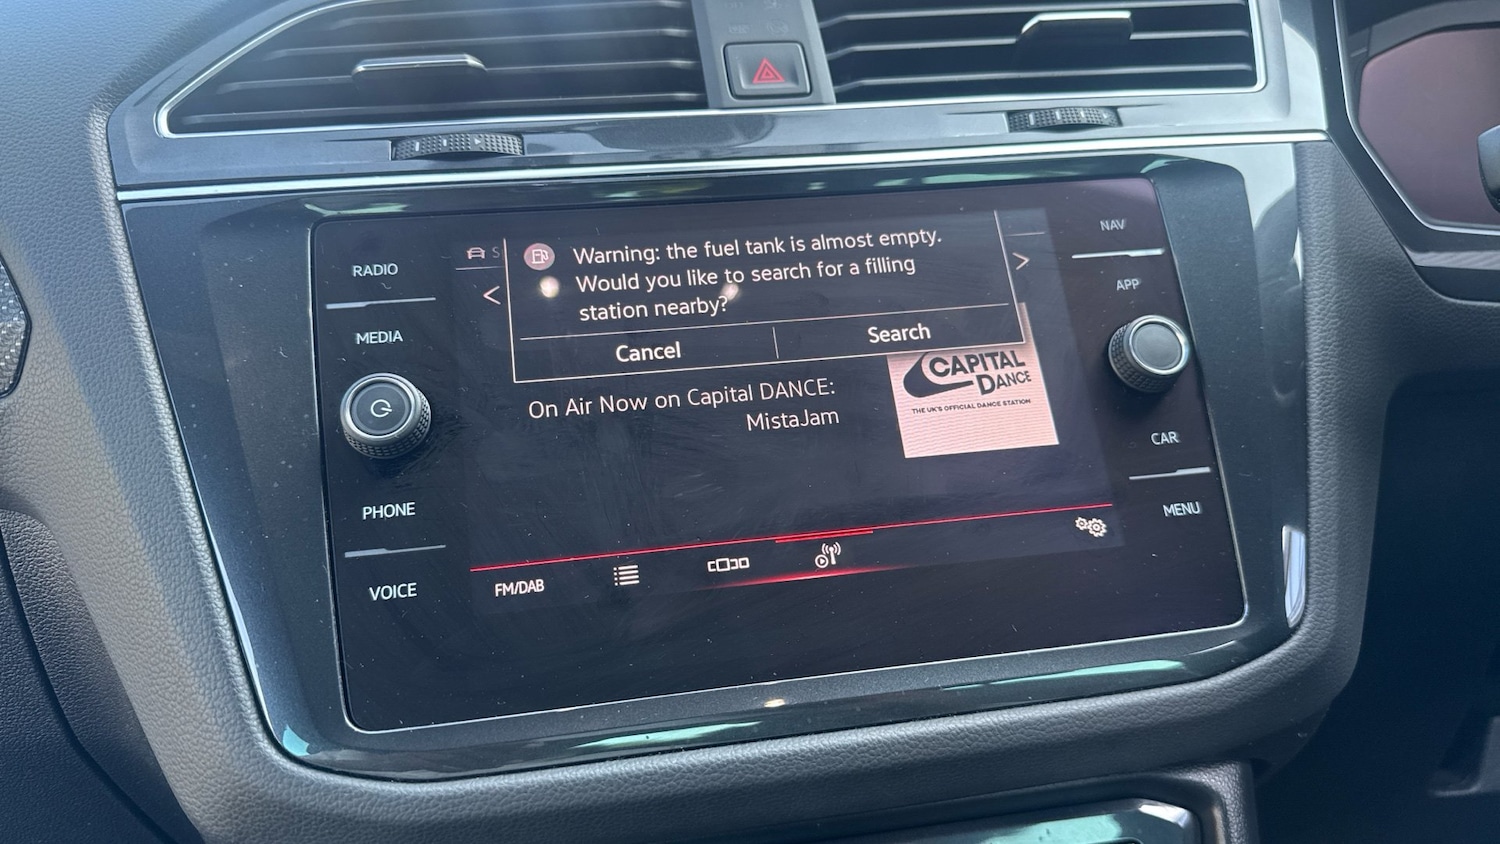 RADIO
MEDIA
PHONE
VOICE
S
Warning: the fuel tank is almost empty.
Would you like to search for a filling
station nearby?
Cancel
Search
On Air Now on Capital DANCE:
MistaJam
CAPITAL
DANCE
THE UK'S OFFICIAL DANCE STATION
FM/DAB
NAV
APP
CAR
MENU